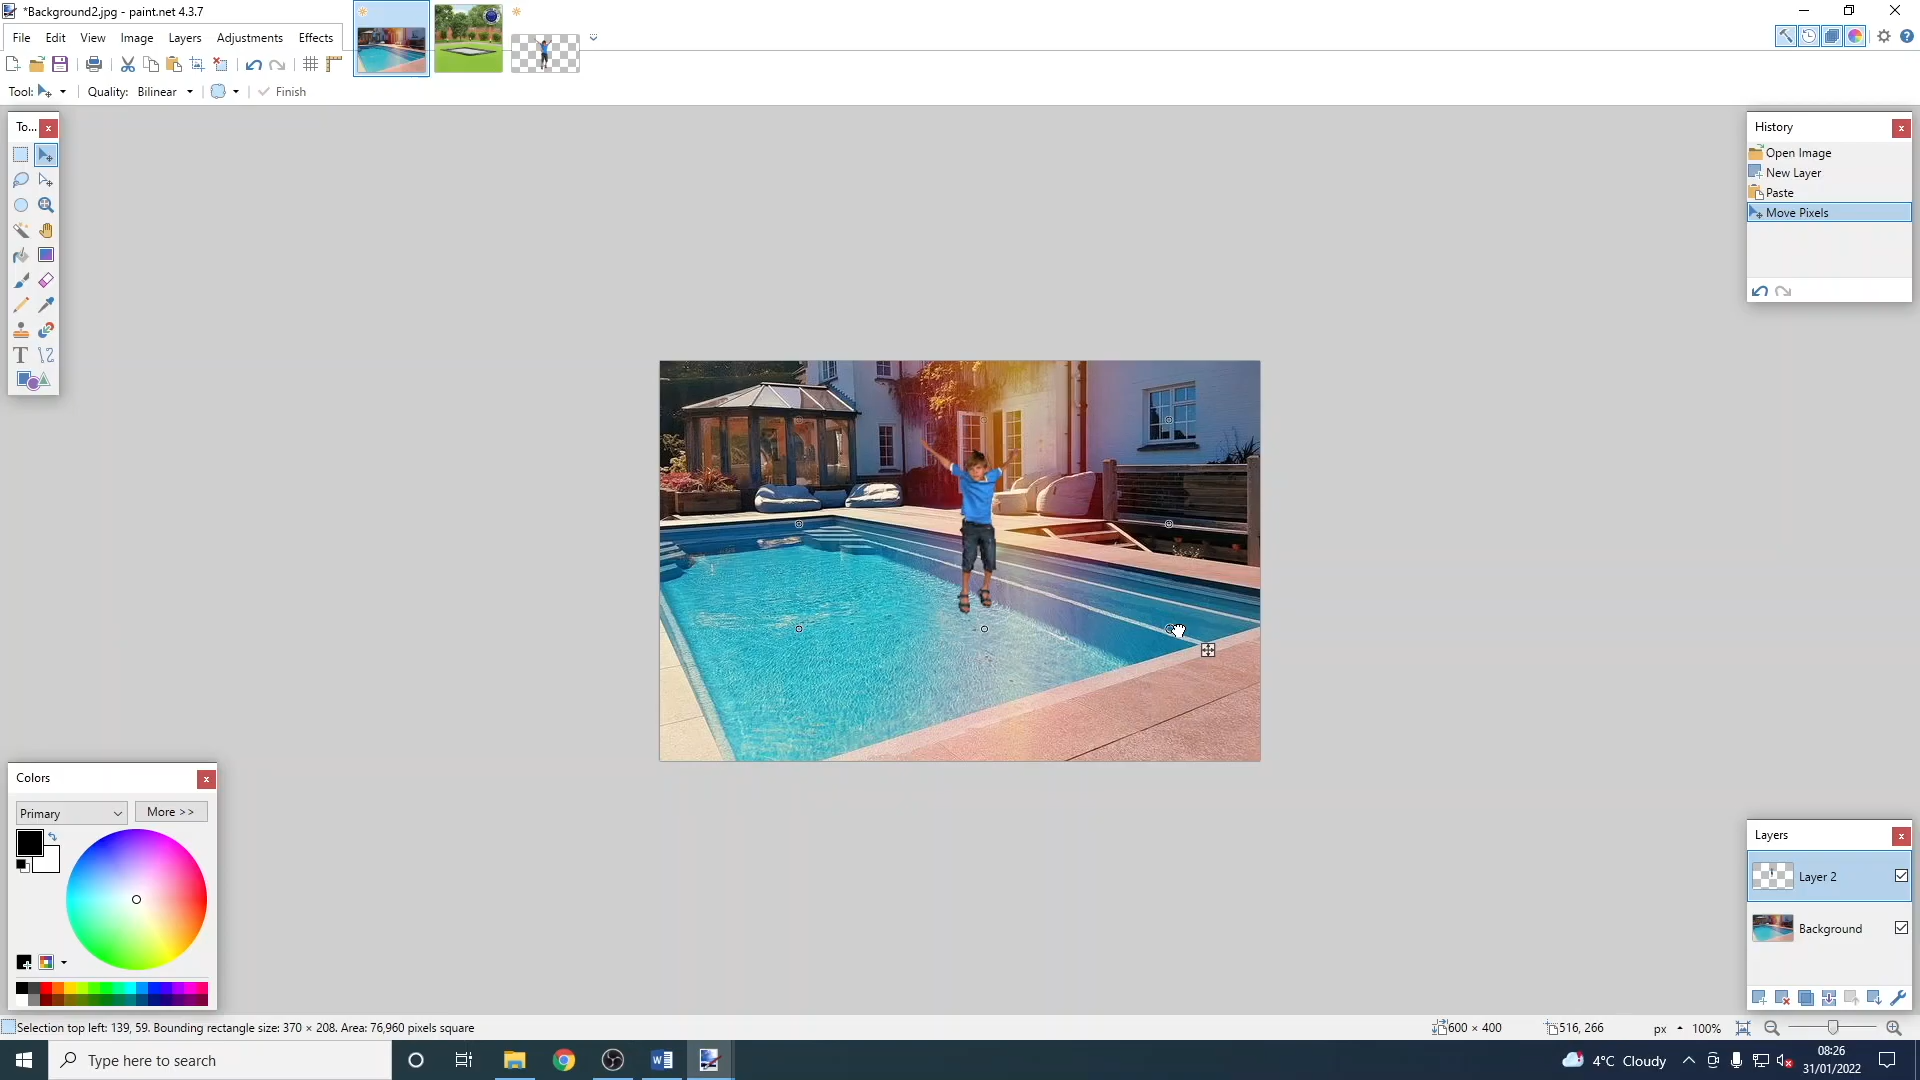 *Background2.jpg - paint.net 4.3.7
File Edit View Image Layers Adjustments Effects
Tool: Quality: Bilinear Finish
To...
History
Open Image
New Layer
Paste
Move Pixels
Colors
Primary More >>
Layers
Layer 2
Background
Selection top left: 139, 59. Bounding rectangle size: 370 × 208. Area: 76,960 pixels square 600 × 400 516, 266 px 100%
Type here to search 4°C Cloudy 08:26
31/01/2022